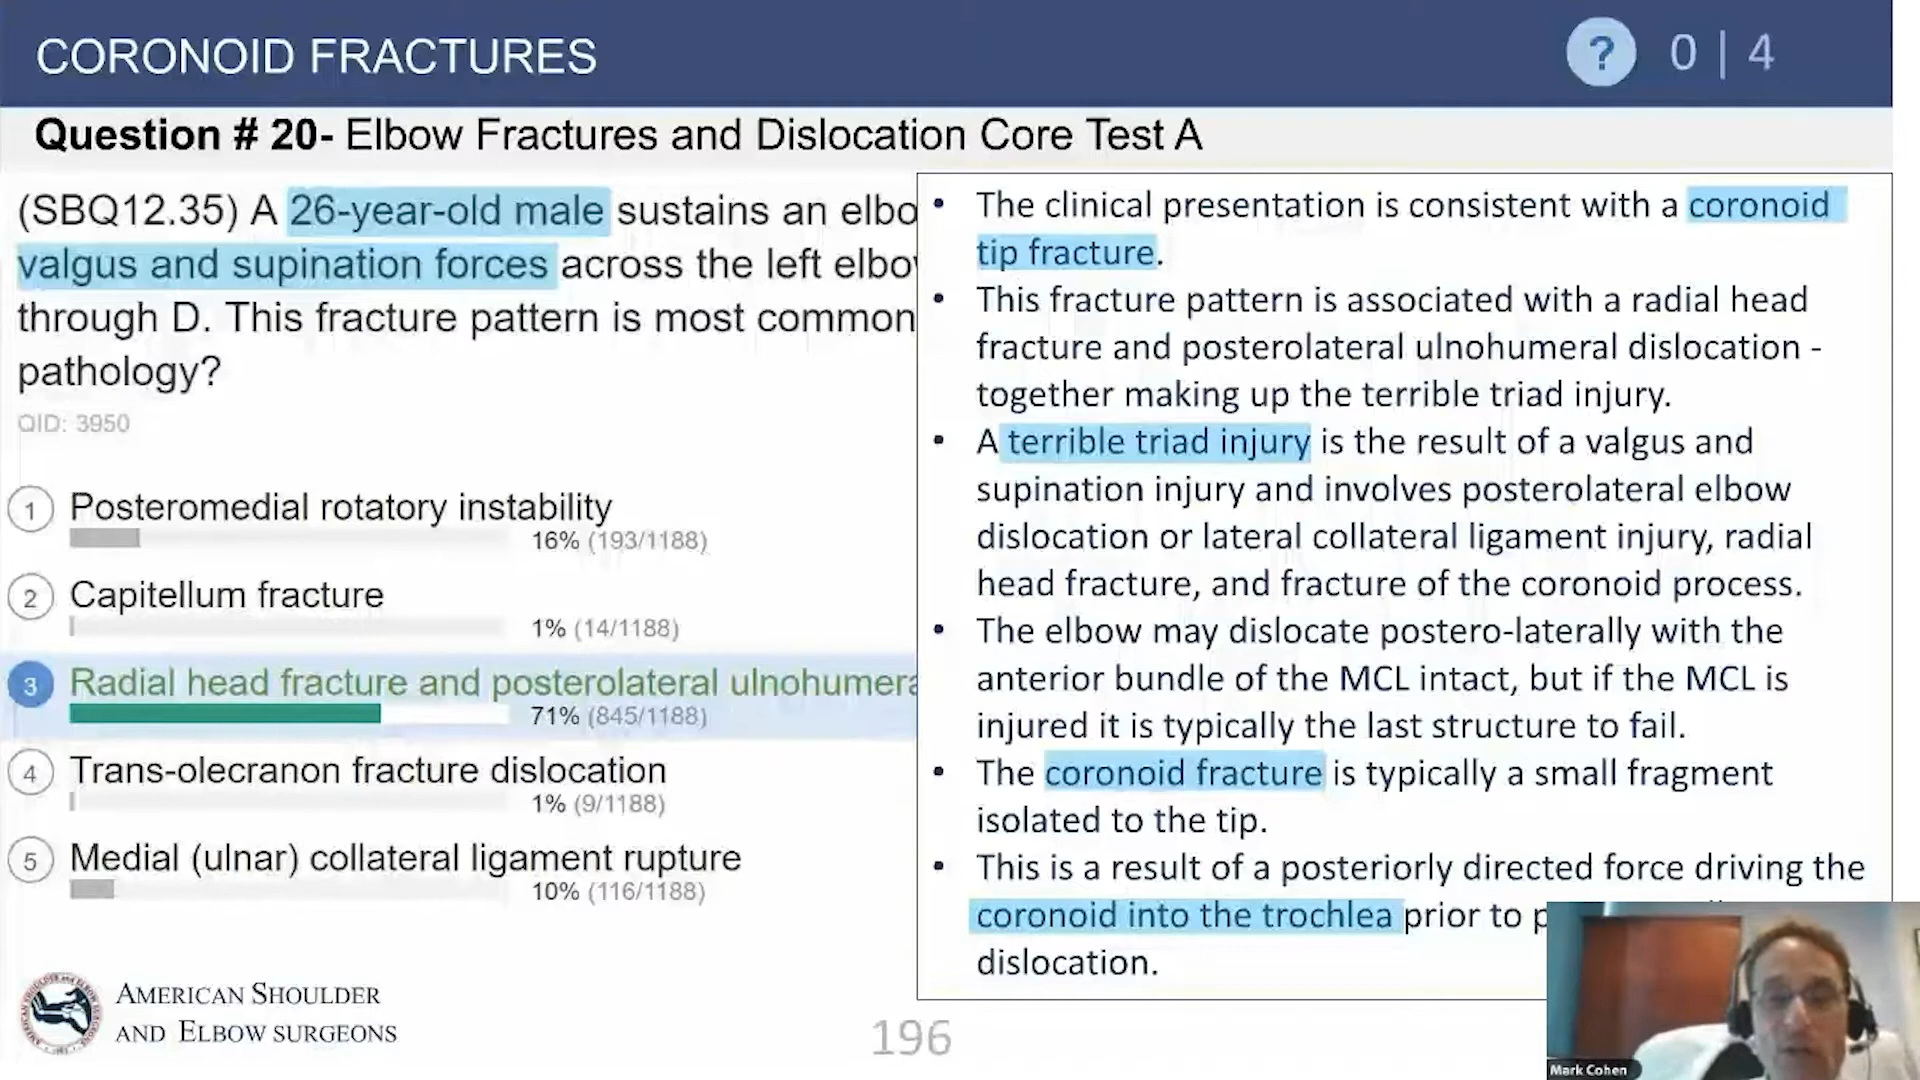 CORONOID FRACTURES
? 0 | 4
Question # 20- Elbow Fractures and Dislocation Core Test A
(SBQ12.35) A 26-year-old male sustains an elbo
valgus and supination forces across the left elbo
through D. This fracture pattern is most common
pathology?
QID: 3950
1 Posteromedial rotatory instability
16% (193/1188)
2 Capitellum fracture
1% (14/1188)
3 Radial head fracture and posterolateral ulnohumera
71% (845/1188)
4 Trans-olecranon fracture dislocation
1% (9/1188)
5 Medial (ulnar) collateral ligament rupture
10% (116/1188)
• The clinical presentation is consistent with a coronoid
tip fracture.
• This fracture pattern is associated with a radial head
fracture and posterolateral ulnohumeral dislocation -
together making up the terrible triad injury.
• A terrible triad injury is the result of a valgus and
supination injury and involves posterolateral elbow
dislocation or lateral collateral ligament injury, radial
head fracture, and fracture of the coronoid process.
• The elbow may dislocate postero-laterally with the
anterior bundle of the MCL intact, but if the MCL is
injured it is typically the last structure to fail.
• The coronoid fracture is typically a small fragment
isolated to the tip.
• This is a result of a posteriorly directed force driving the
coronoid into the trochlea prior to
dislocation.
AMERICAN SHOULDER
AND ELBOW SURGEONS
196
Mark Cohen